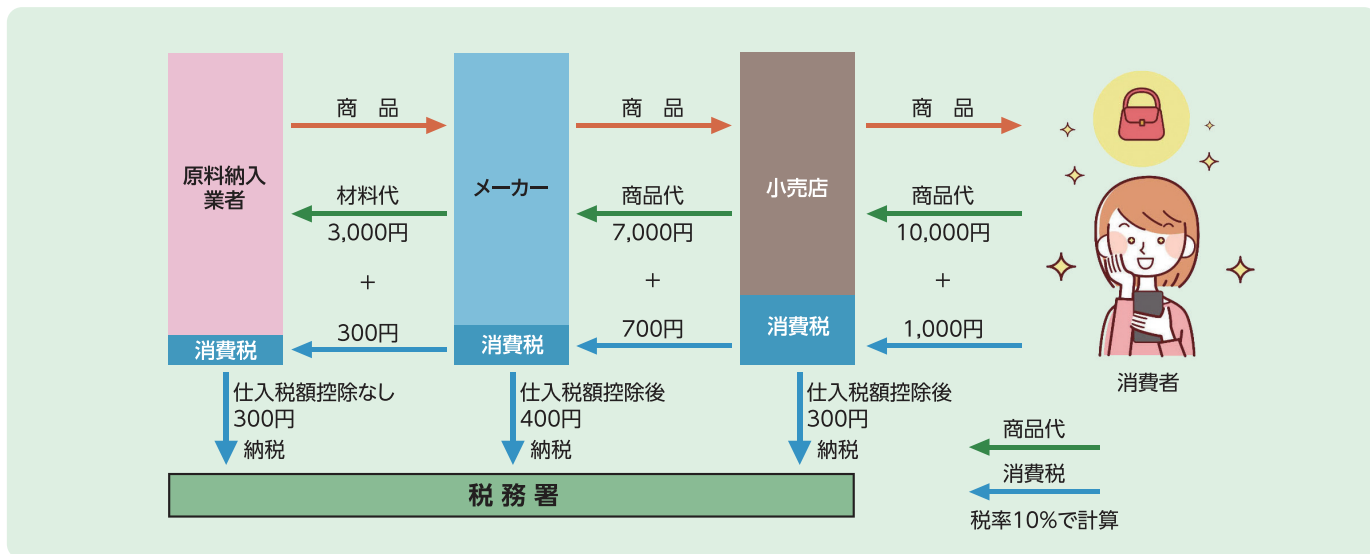 商　品
商　品
商　品
原料納入
業者
メーカー
小売店
材料代
3,000円
商品代
7,000円
商品代
10,000円
+
+
+
300円
700円
1,000円
消費税
消費税
消費税
消費者
仕入税額控除なし
300円
納税
仕入税額控除後
400円
納税
仕入税額控除後
300円
納税
税務署
商品代
消費税
税率10%で計算